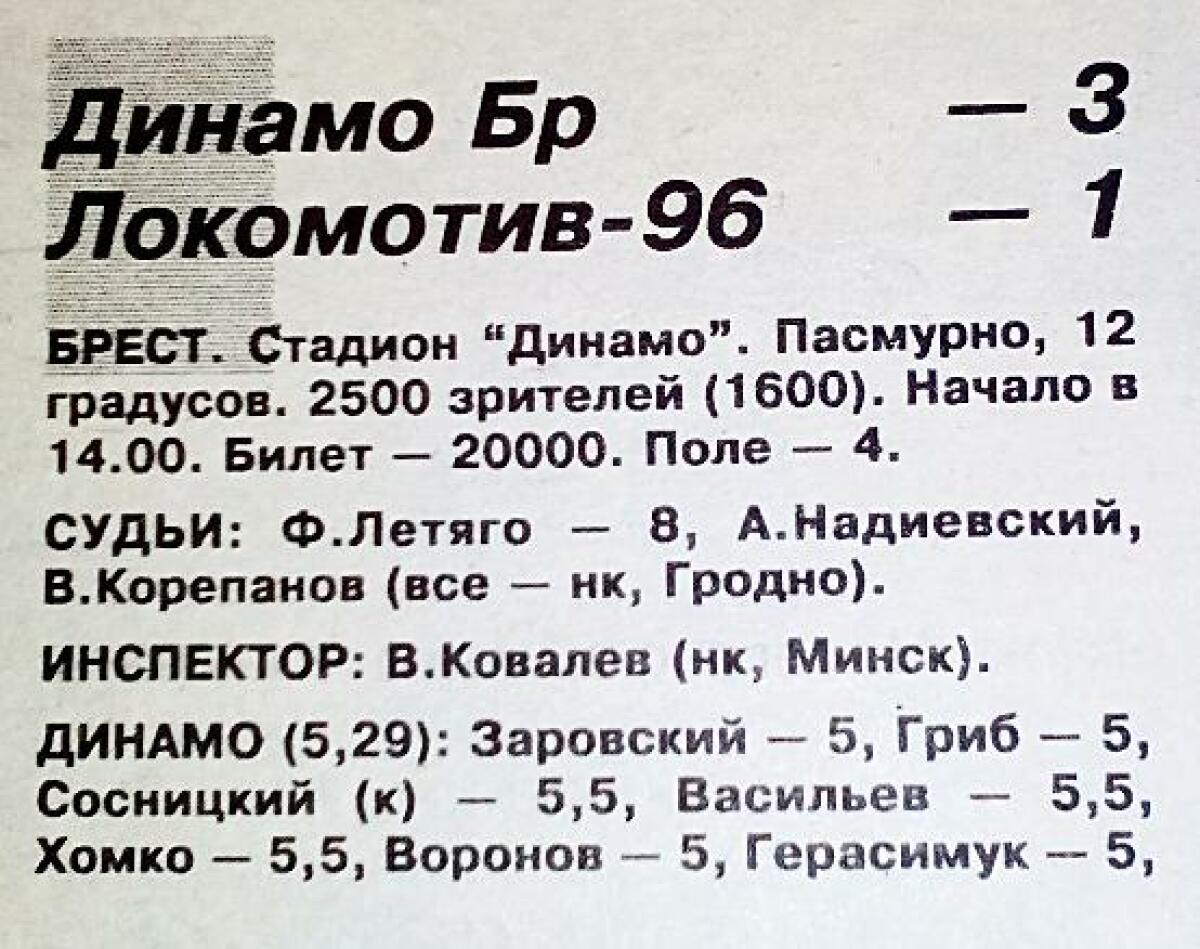 Динамо Бр — 3
Локомотив-96 — 1
БРЕСТ. Стадион “Динамо”. Пасмурно, 12
градусов. 2500 зрителей (1600). Начало в
14.00. Билет — 20000. Поле — 4.
СУДЬИ: Ф.Летяго — 8, А.Надиевский,
В.Корепанов (все — нк, Гродно).
ИНСПЕКТОР: В.Ковалев (нк, Минск).
ДИНАМО (5,29): Заровский — 5, Гриб — 5,
Сосницкий (к) — 5,5, Васильев — 5,5,
Хомко — 5,5, Воронов — 5, Герасимук — 5,